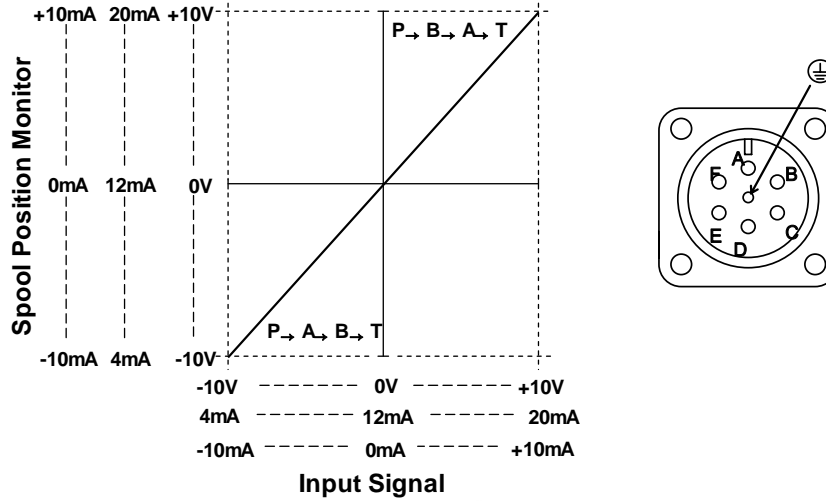 +10mA 20mA +10V
P→ B→ A→ T
Spool Position Monitor
0mA 12mA 0V
P→ A→ B→ T
-10mA 4mA -10V
-10V 0V +10V
4mA 12mA 20mA
-10mA 0mA +10mA
Input Signal
A
F B
E C
D